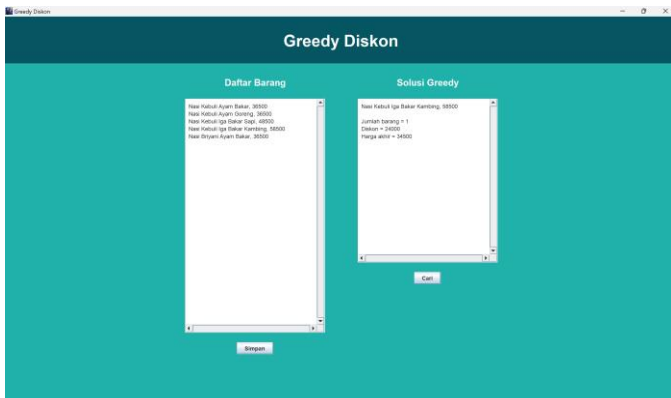 Greedy Diskon
Greedy Diskon
Daftar Barang
Nasi Kebuli Ayam Bakar, 36500
Nasi Kebuli Ayam Goreng, 36500
Nasi Kebuli Iga Bakar Sapi, 48500
Nasi Kebuli Iga Bakar Kambing, 58500
Nasi Briyani Ayam Bakar, 36500
Simpan
Solusi Greedy
Nasi Kebuli Iga Bakar Kambing, 58500
Jumlah barang = 1
Diskon = 24000
Harga akhir = 34500
Cari